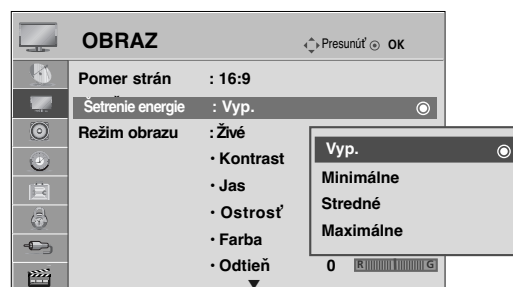 OBRAZ Presunúť OK
Pomer strán : 16:9
Šetrenie energie : Vyp.
Režim obrazu : Živé
• Kontrast
• Jas
• Ostrosť
• Farba
• Odtieň 0 R G
Vyp.
Minimálne
Stredné
Maximálne